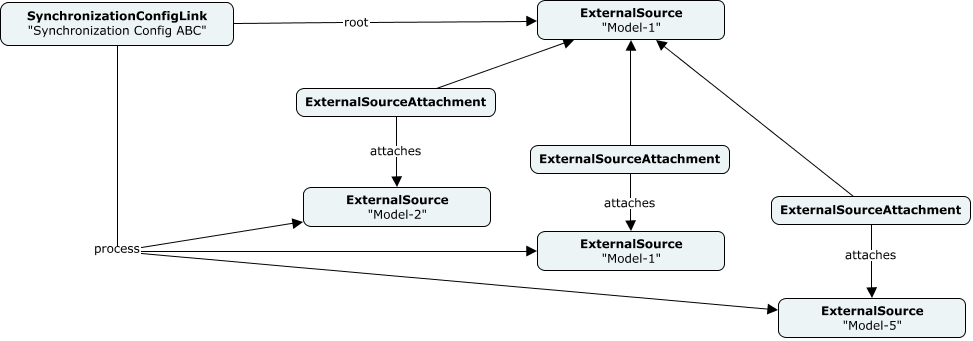 SynchronizationConfigLink
"Synchronization Config ABC"
root
ExternalSource
"Model-1"
ExternalSourceAttachment
attaches
ExternalSourceAttachment
ExternalSource
"Model-2"
attaches
ExternalSourceAttachment
process
ExternalSource
"Model-1"
attaches
ExternalSource
"Model-5"